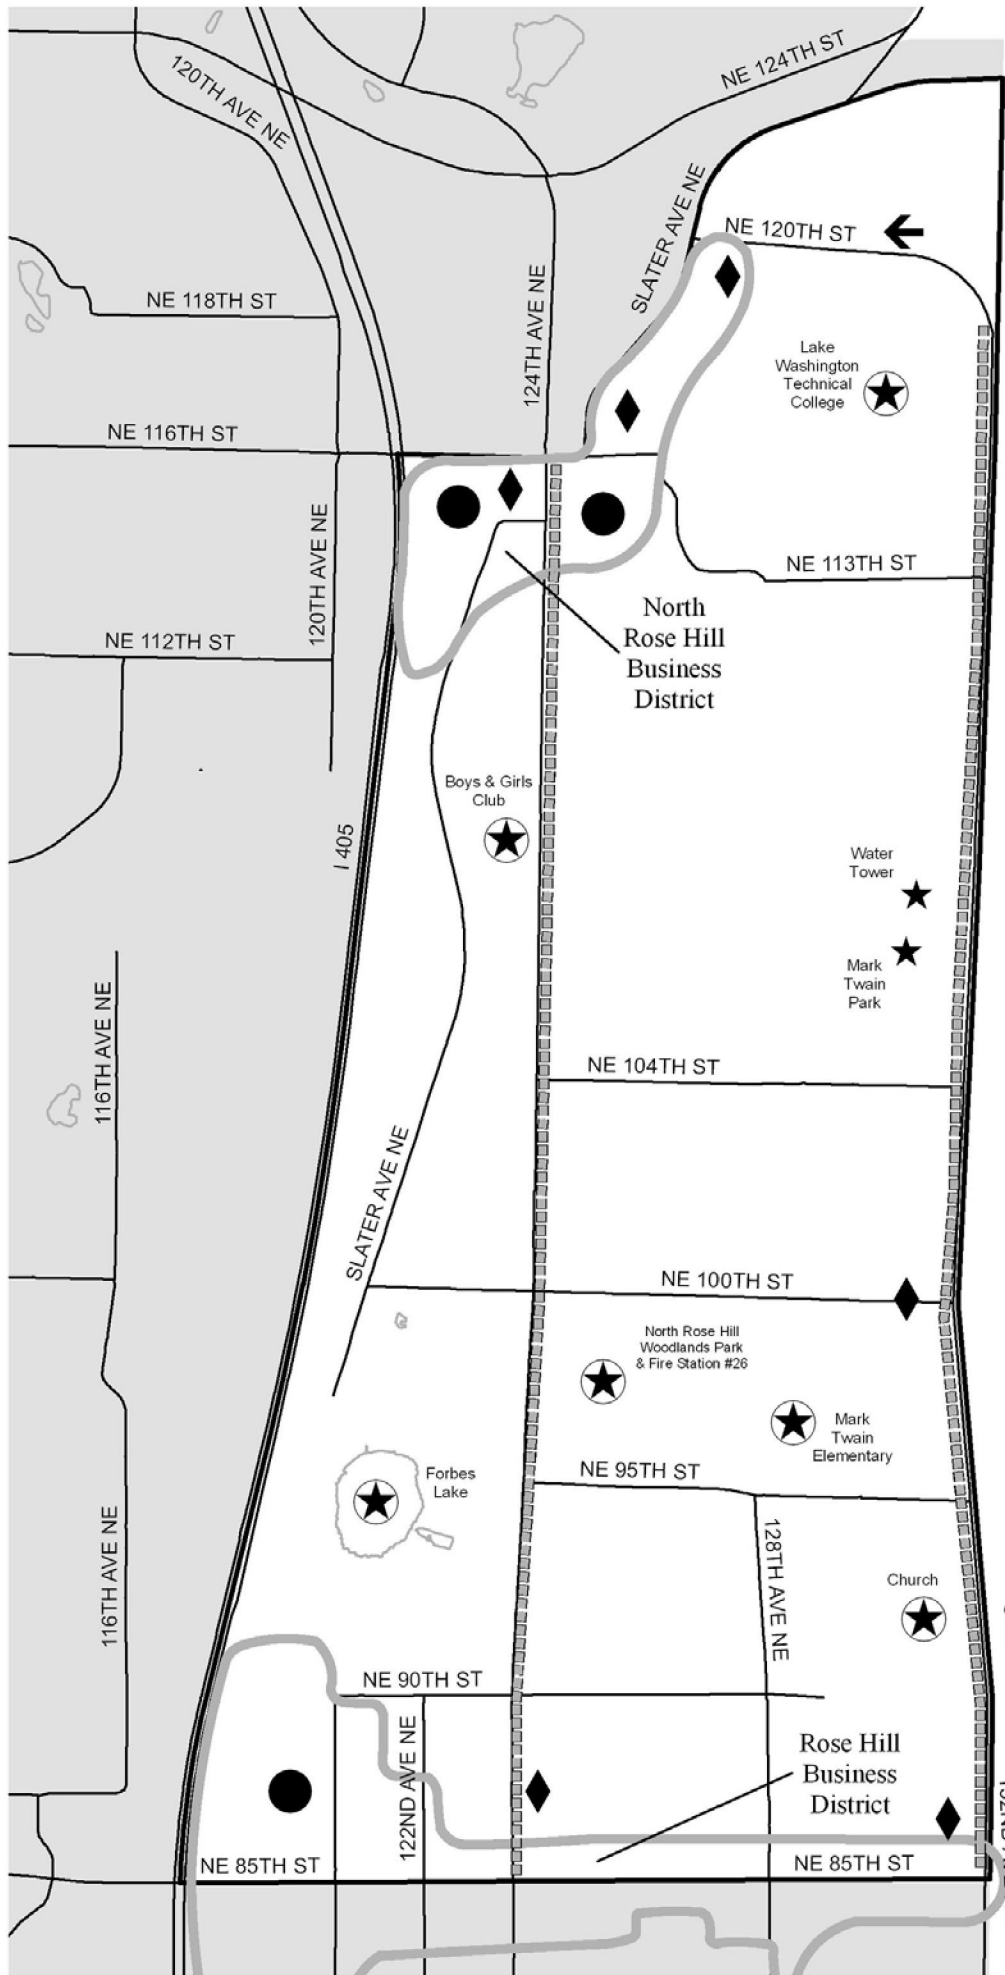 NE 124TH ST
120TH AVE NE
SLATER AVE NE
NE 120TH ST
124TH AVE NE
NE 118TH ST
Lake
Washington
Technical
College
NE 116TH ST
120TH AVE NE
NE 113TH ST
North
Rose Hill
Business
District
NE 112TH ST
Boys & Girls
Club
I 405
Water
Tower
Mark
Twain
Park
116TH AVE NE
NE 104TH ST
SLATER AVE NE
NE 100TH ST
North Rose Hill
Woodlands Park
& Fire Station #26
Mark
Twain
Elementary
NE 95TH ST
Forbes
Lake
116TH AVE NE
128TH AVE NE
Church
NE 90TH ST
122ND AVE NE
Rose Hill
Business
District
NE 85TH ST
NE 85TH ST